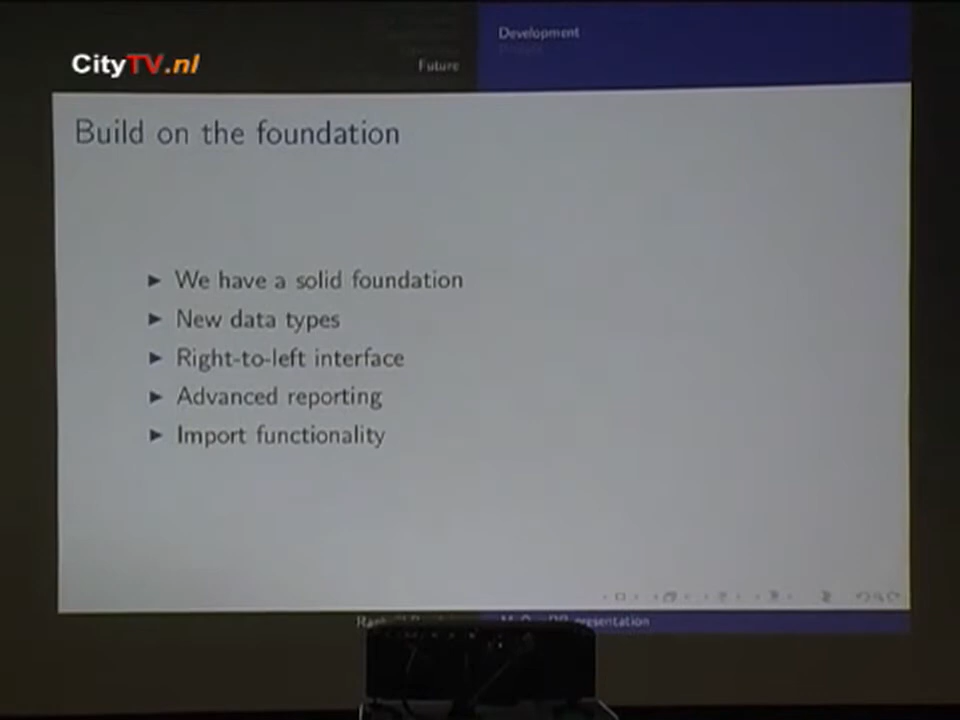 Development
CityTV.nl
Future
Build on the foundation
We have a solid foundation
New data types
Right-to-left interface
Advanced reporting
Import functionality